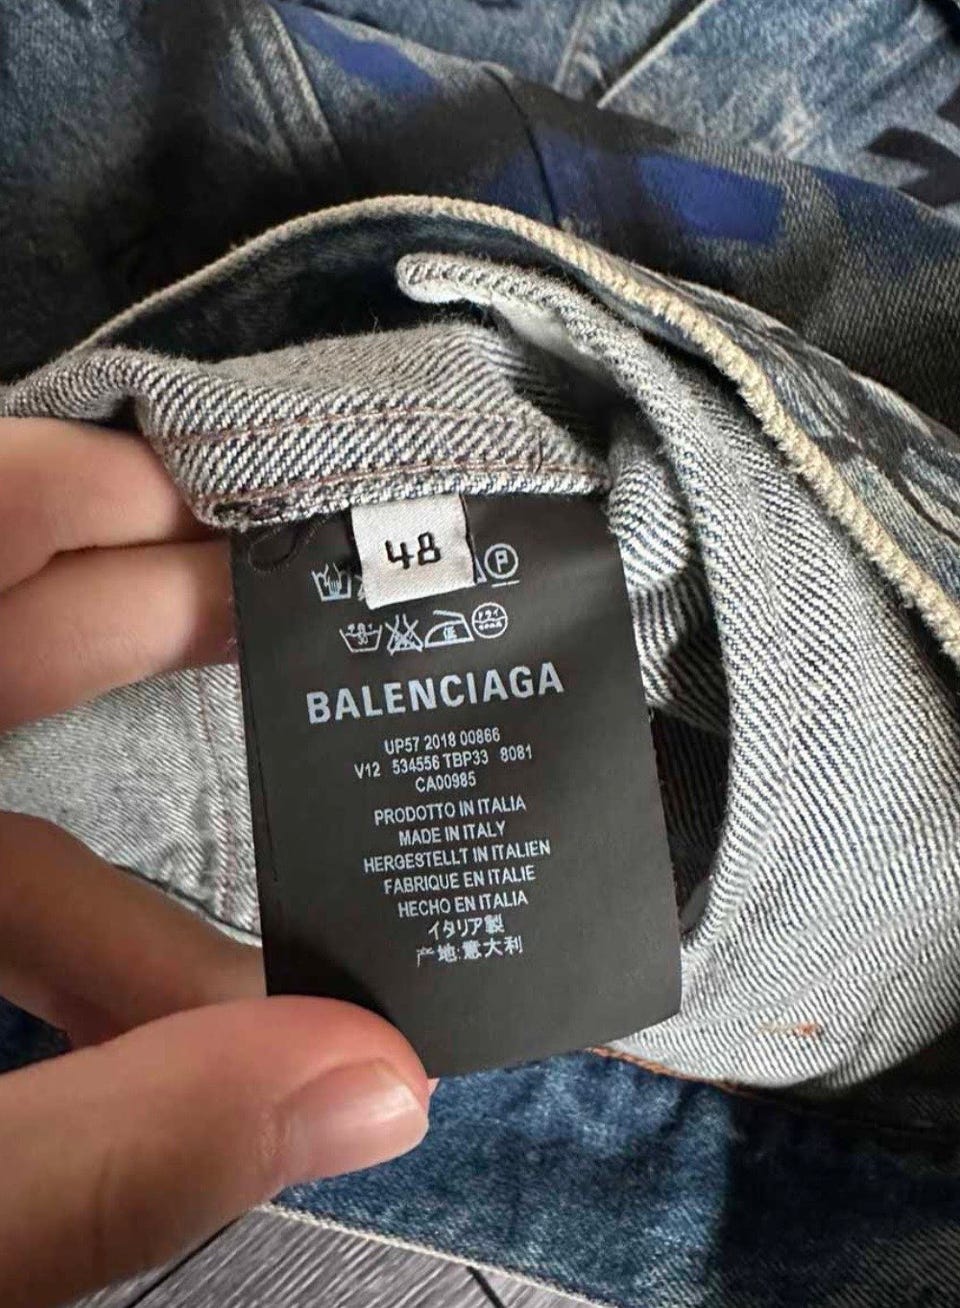 48
BALENCIAGA
UP57 2018 00866
V12 534556 TBP33 8081
CA00985
PRODOTTO IN ITALIA
MADE IN ITALY
HERGESTELLT IN ITALIEN
FABRIQUE EN ITALIE
HECHO EN ITALIA
イタリア製
产地:意大利